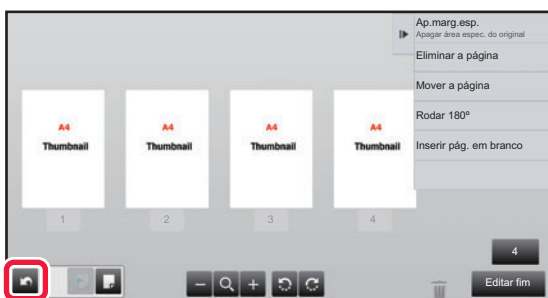 Ap.marg.esp.
Apagar área espec. do original
Eliminar a página
Mover a página
Rodar 180º
Inserir pág. em branco
A4 A4 A4 A4
Thumbnail Thumbnail Thumbnail Thumbnail
1 2 3 4
4
Editar fim